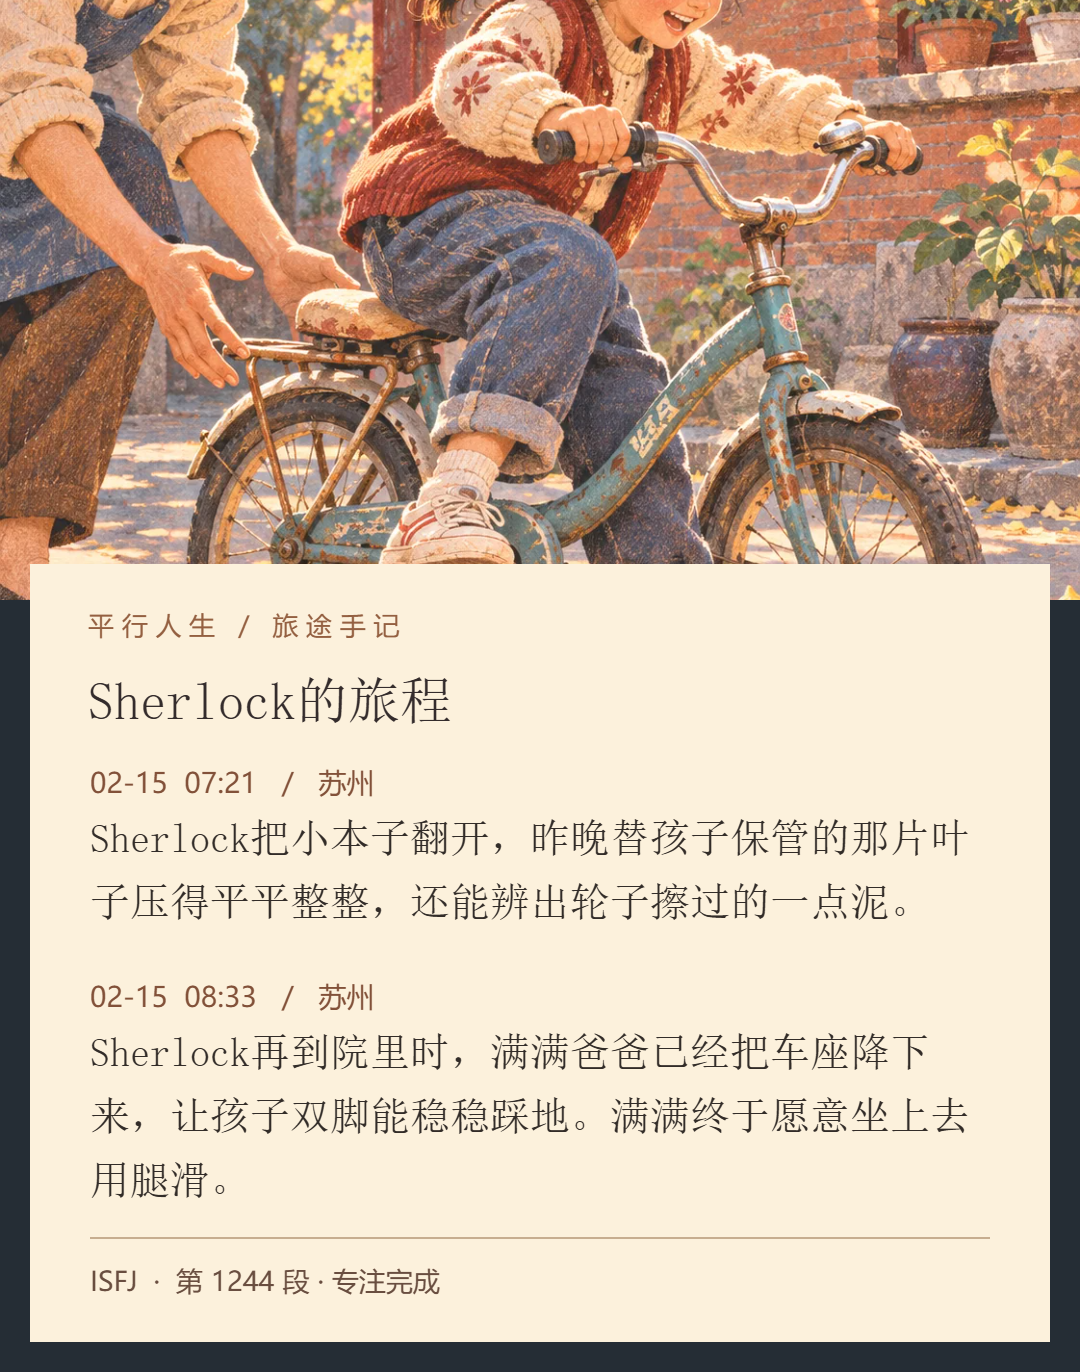 平行人生 / 旅途手记
Sherlock的旅程
02-15 07:21 / 苏州
Sherlock把小本子翻开，昨晚替孩子保管的那片叶
子压得平平整整，还能辨出轮子擦过的一点泥。
02-15 08:33 / 苏州
Sherlock再到院里时，满满爸爸已经把车座降下
来，让孩子双脚能稳稳踩地。满满终于愿意坐上去
用腿滑。
ISFJ · 第 1244 段 · 专注完成